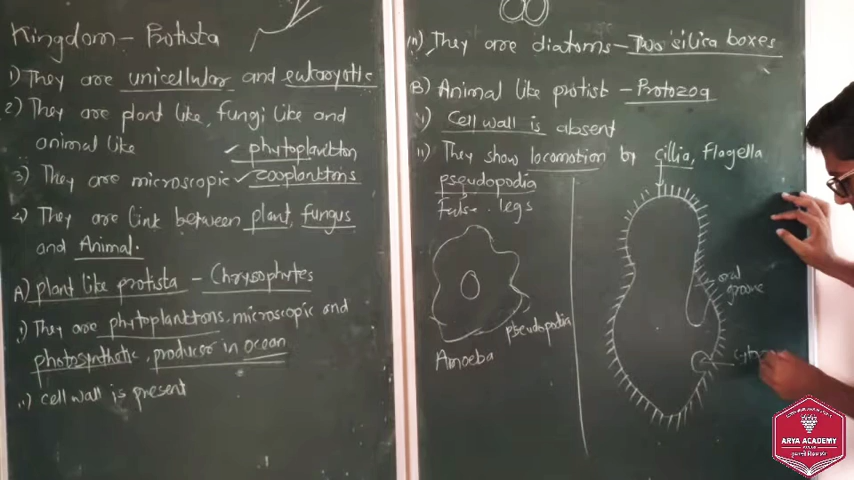 Kingdom - Protista
1) They are unicellular and eukaryotic
2) They are plant like, fungi like and
animal like
✓ phytoplankton
3) They are microscopic ✓ zooplanktons
4) They are link between plant, fungus
and Animal.
A) plant like protista - Chrysophytes
i) They are phytoplanktons, microscopic and
photosynthetic, producer in ocean
ii) cell wall is present
iii) They are diatoms - Two silica boxes
B) Animal like protist - Protozoa
i) Cell wall is absent
ii) They show locomotion by cillia, Flagella
pseudopodia
false legs
oral
groove
pseudopodia
Amoeba
ARYA ACADEMY